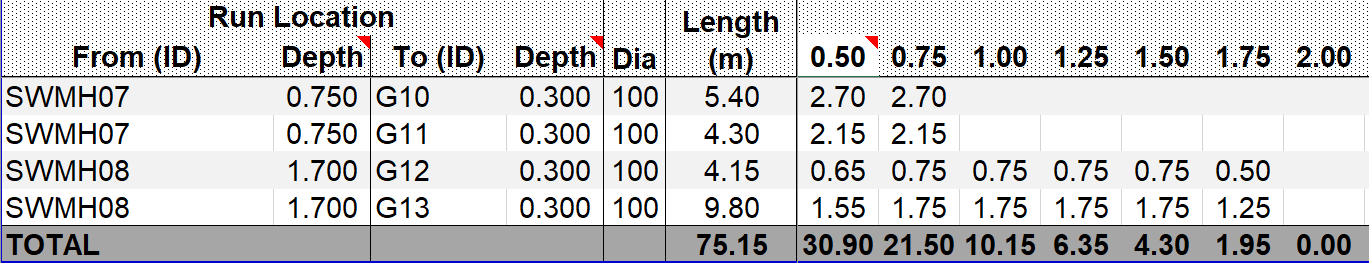 Run Location Length
From (ID) Depth To (ID) Depth Dia (m) 0.50 0.75 1.00 1.25 1.50 1.75 2.00
SWMH07 0.750 G10 0.300 100 5.40 2.70 2.70
SWMH07 0.750 G11 0.300 100 4.30 2.15 2.15
SWMH08 1.700 G12 0.300 100 4.15 0.65 0.75 0.75 0.75 0.75 0.50
SWMH08 1.700 G13 0.300 100 9.80 1.55 1.75 1.75 1.75 1.75 1.25
TOTAL 75.15 30.90 21.50 10.15 6.35 4.30 1.95 0.00